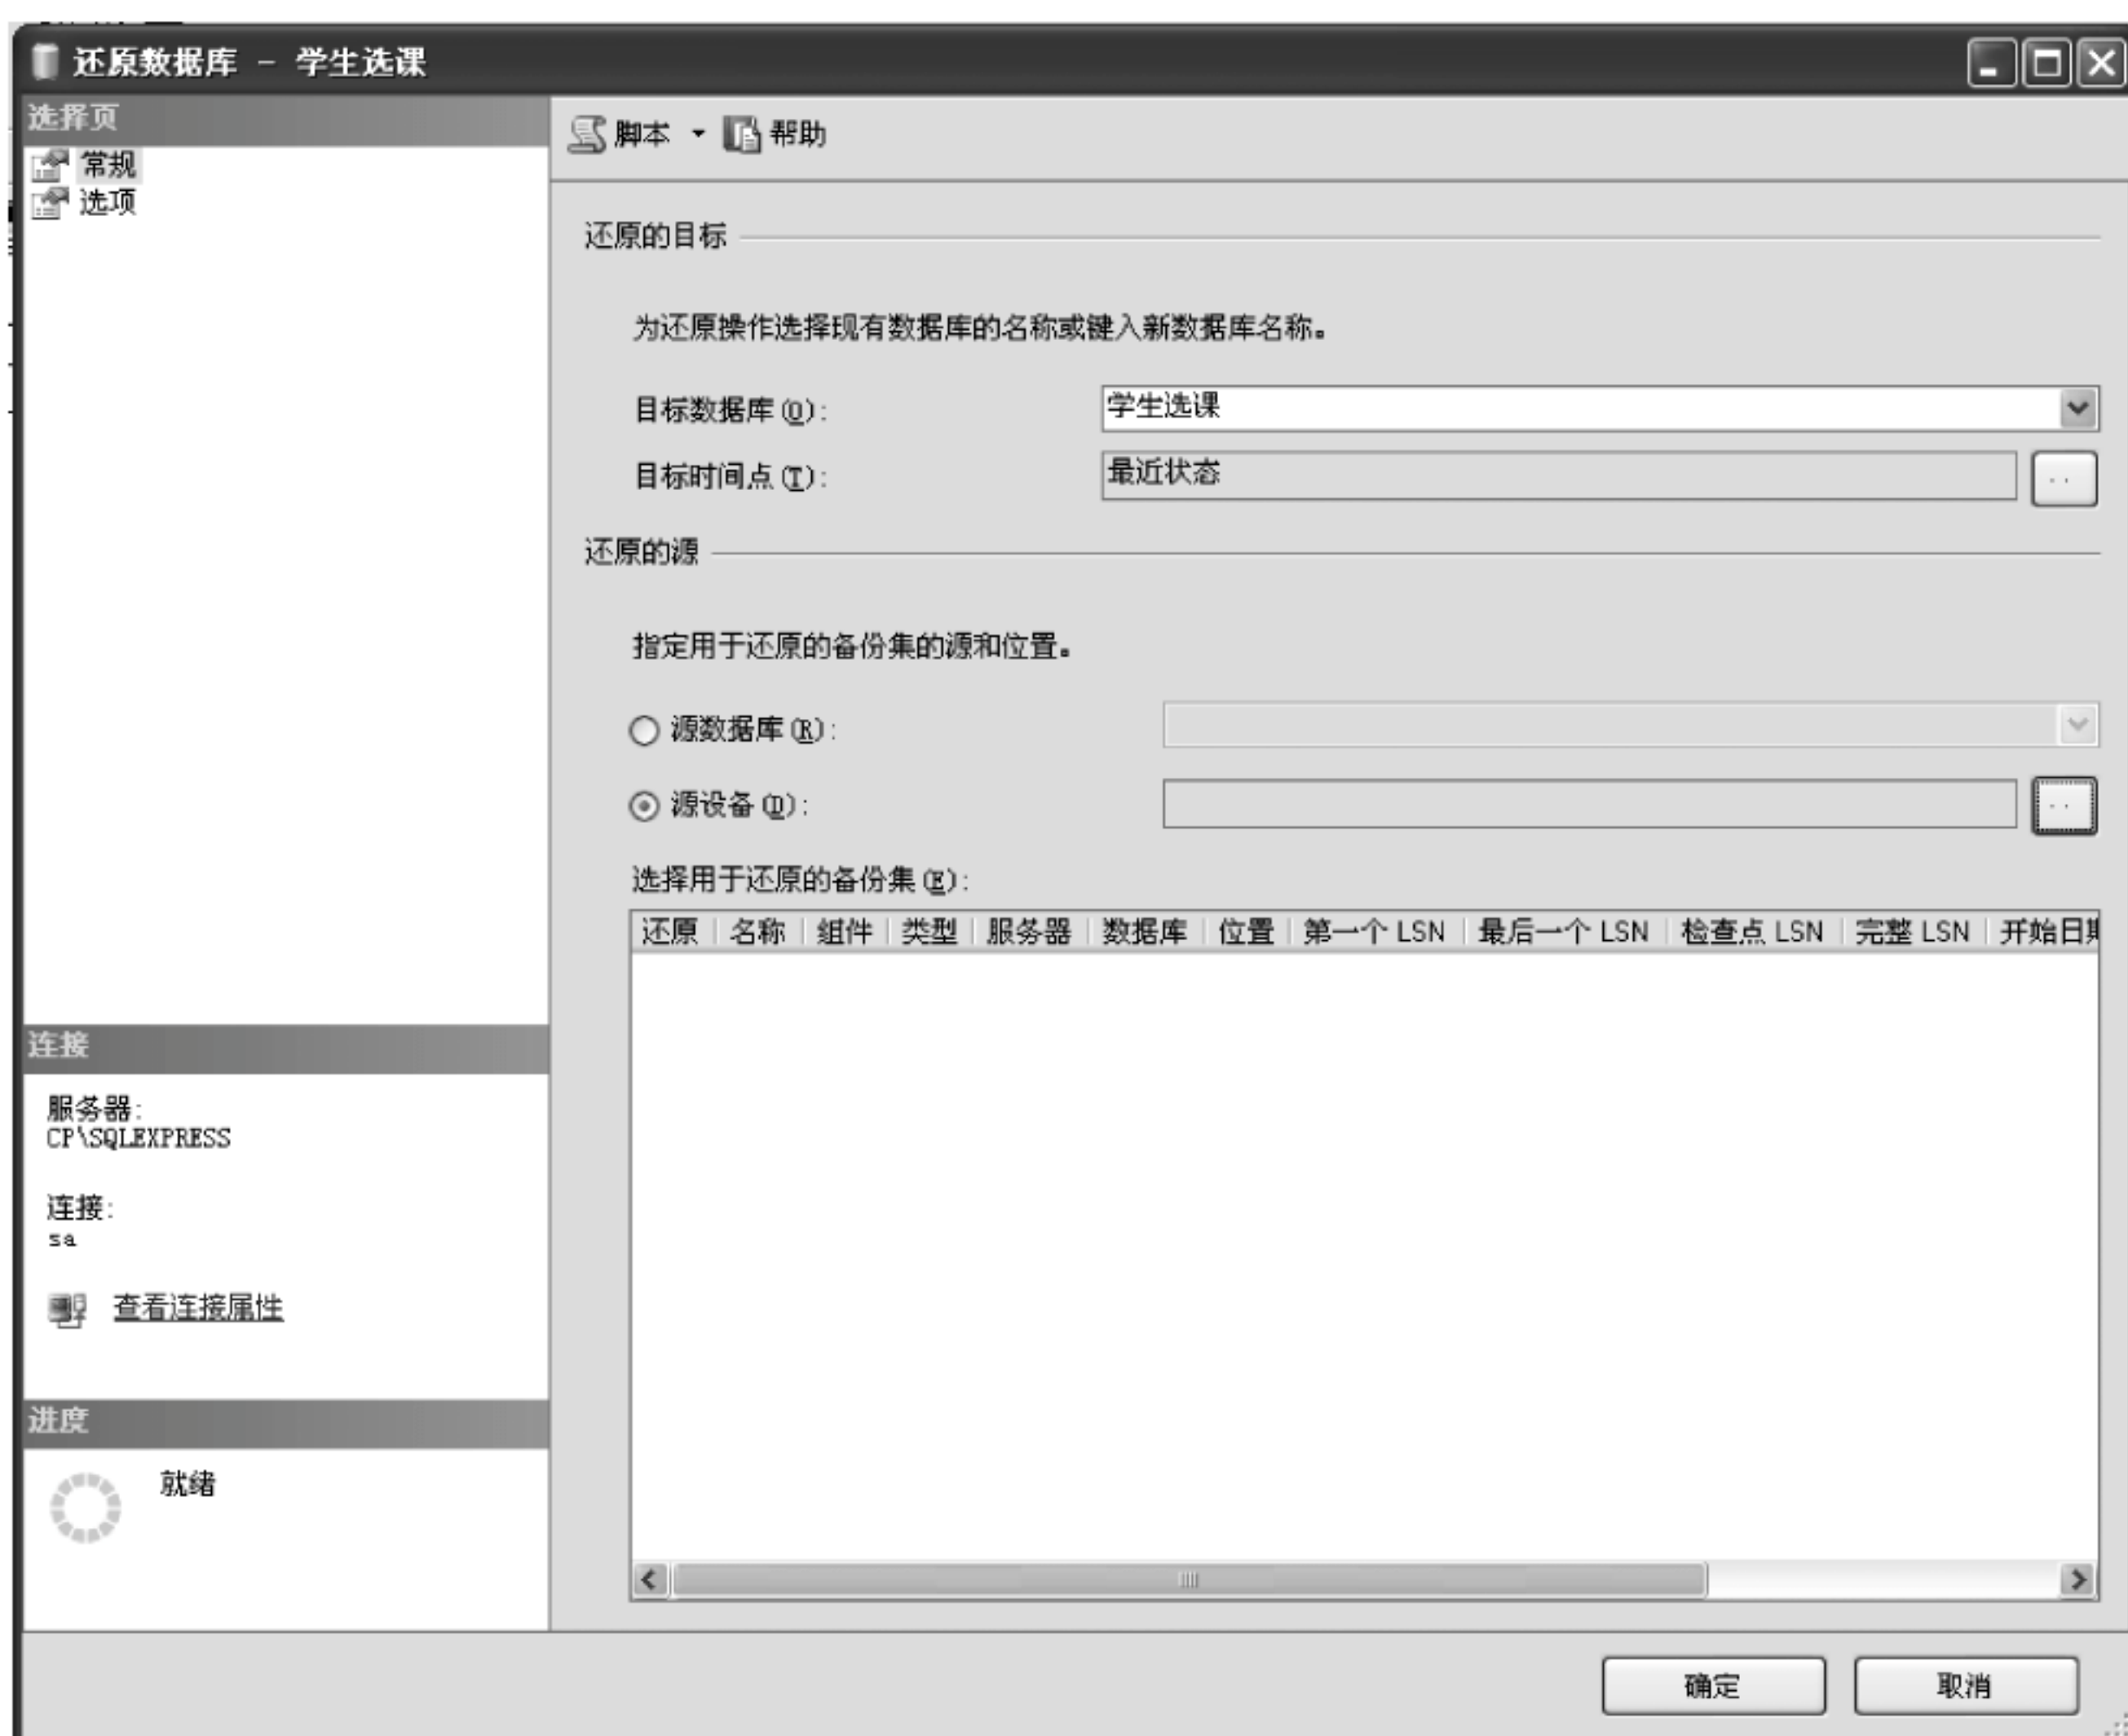 还原数据库 - 学生选课
选择页
常规
选项
脚本 帮助
还原的目标
为还原操作选择现有数据库的名称或键入新数据库名称。
目标数据库(O): 学生选课
目标时间点(T): 最近状态
还原的源
指定用于还原的备份集的源和位置。
源数据库(R):
源设备(D):
选择用于还原的备份集(E):
还原 名称 组件 类型 服务器 数据库 位置 第一个 LSN 最后一个 LSN 检查点 LSN 完整 LSN 开始日期
连接
服务器:
CP\SQLEXPRESS
连接:
sa
查看连接属性
进度
就绪
确定 取消